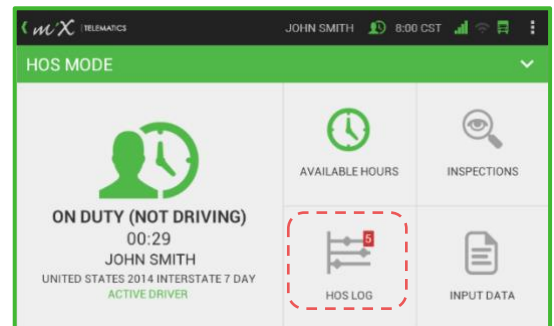 mix TELEMATICS
JOHN SMITH 8:00 CST
HOS MODE
AVAILABLE HOURS
INSPECTIONS
ON DUTY (NOT DRIVING)
00:29
JOHN SMITH
UNITED STATES 2014 INTERSTATE 7 DAY
ACTIVE DRIVER
5
HOS LOG
INPUT DATA